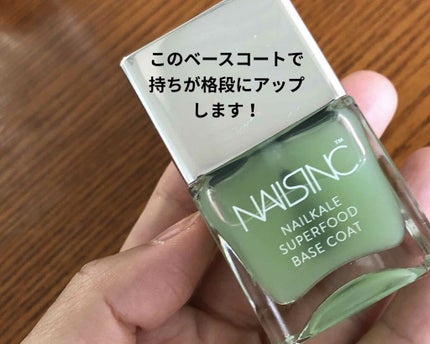 このベースコートで
持ちが格段にアップ
します！
NAILSINC™
NAILKALE
SUPERFOOD
BASE COAT